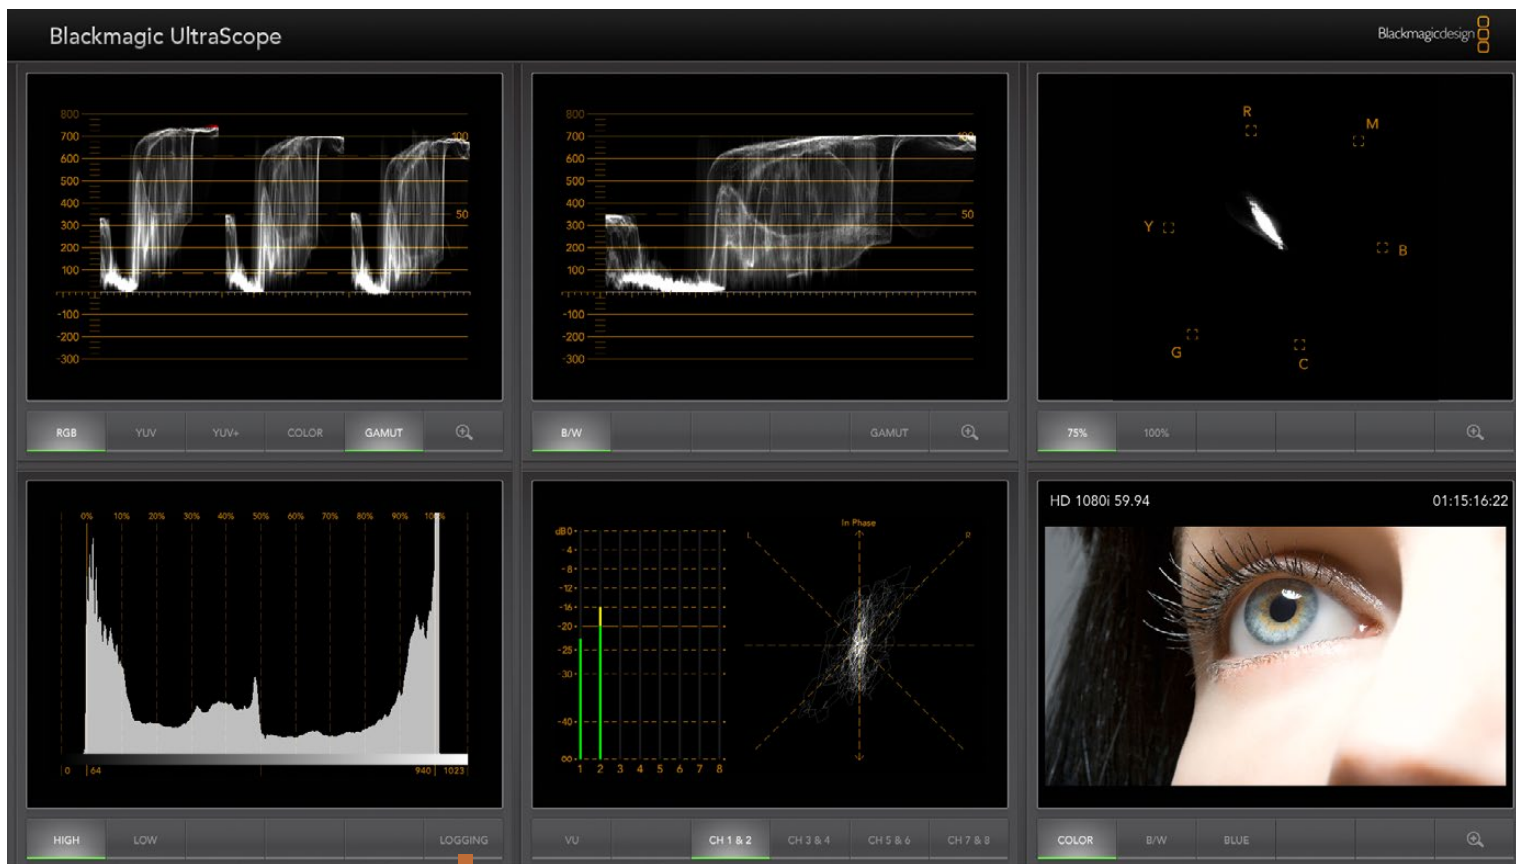 Blackmagic UltraScope
Blackmagicdesign
800
700
600
500
400
300
200
100
-100
-200
-300
100
50
800
700
600
500
400
300
200
100
-100
-200
-300
100
50
R
M
Y
B
G
C
RGB YUV YUV+ COLOR GAMUT
B/W GAMUT
75% 100%
0% 10% 20% 30% 40% 50% 60% 70% 80% 90% 100%
0 64 940 1023
dB 0
-4
-8
-12
-16
-20
-25
-30
-40
∞
1 2 3 4 5 6 7 8
In Phase
L R
HD 1080i 59.94 01:15:16:22
HIGH LOW LOGGING
VU CH 1 & 2 CH 3 & 4 CH 5 & 6 CH 7 & 8
COLOR B/W BLUE